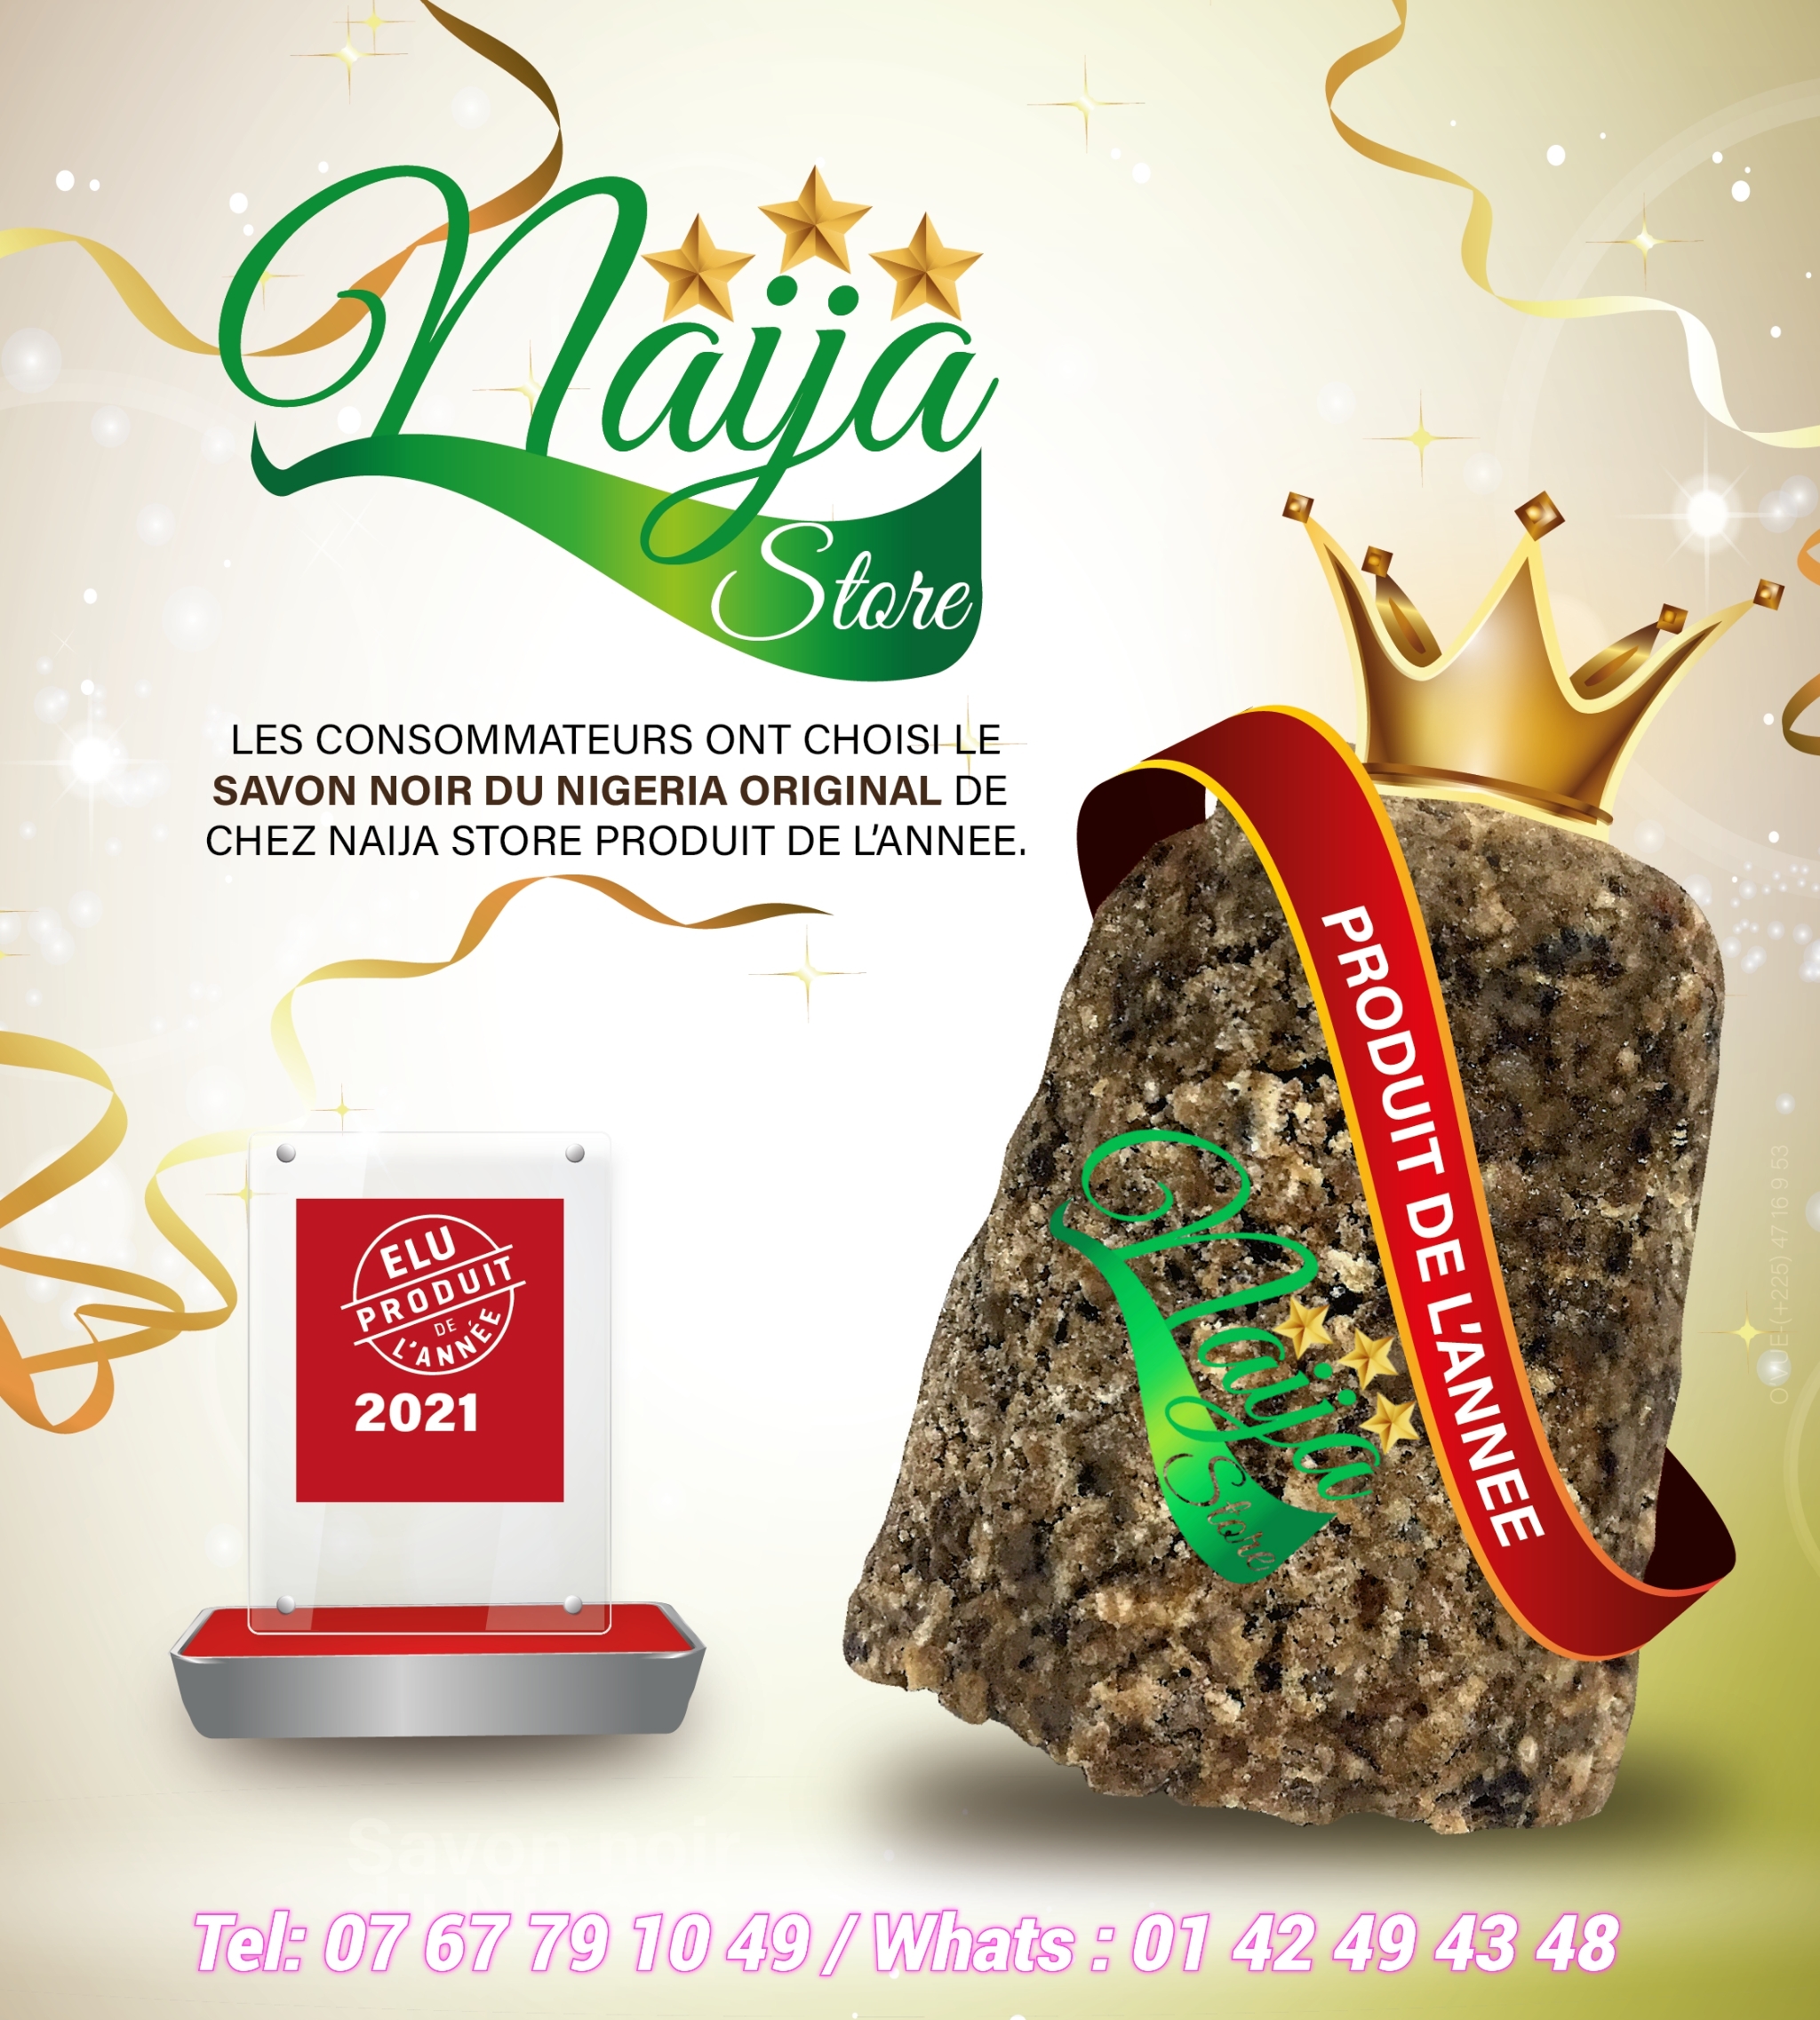 Naija
Store
LES CONSOMMATEURS ONT CHOISI LE
SAVON NOIR DU NIGERIA ORIGINAL DE
CHEZ NAIJA STORE PRODUIT DE L'ANNEE.
PRODUIT DE L'ANNEE
Naija
Store
ELU
PRODUIT
DE
L'ANNÉE
2021
(+225) 47 16 9 53
Savon noir
Tel: 07 67 79 10 49 / Whats : 01 42 49 43 48